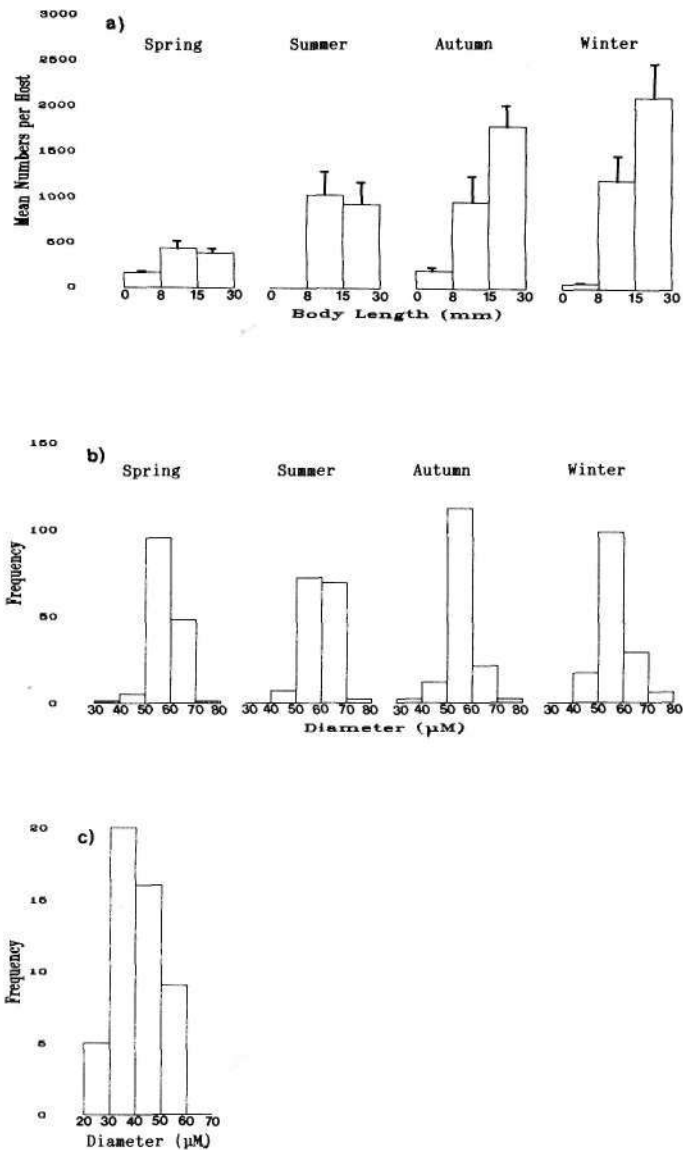 a)
Spring Summer Autumn Winter
Mean Numbers per Host
3000
2500
2000
1500
1000
500
0
0 8 15 30 0 8 15 30 0 8 15 30 0 8 15 30
Body Length (mm)
b)
Spring Summer Autumn Winter
Frequency
150
100
50
0
30 40 50 60 70 80 30 40 50 60 70 80 30 40 50 60 70 80 30 40 50 60 70 80
Diameter (µM)
c)
Frequency
20
15
10
5
0
20 30 40 50 60 70
Diameter (µM)